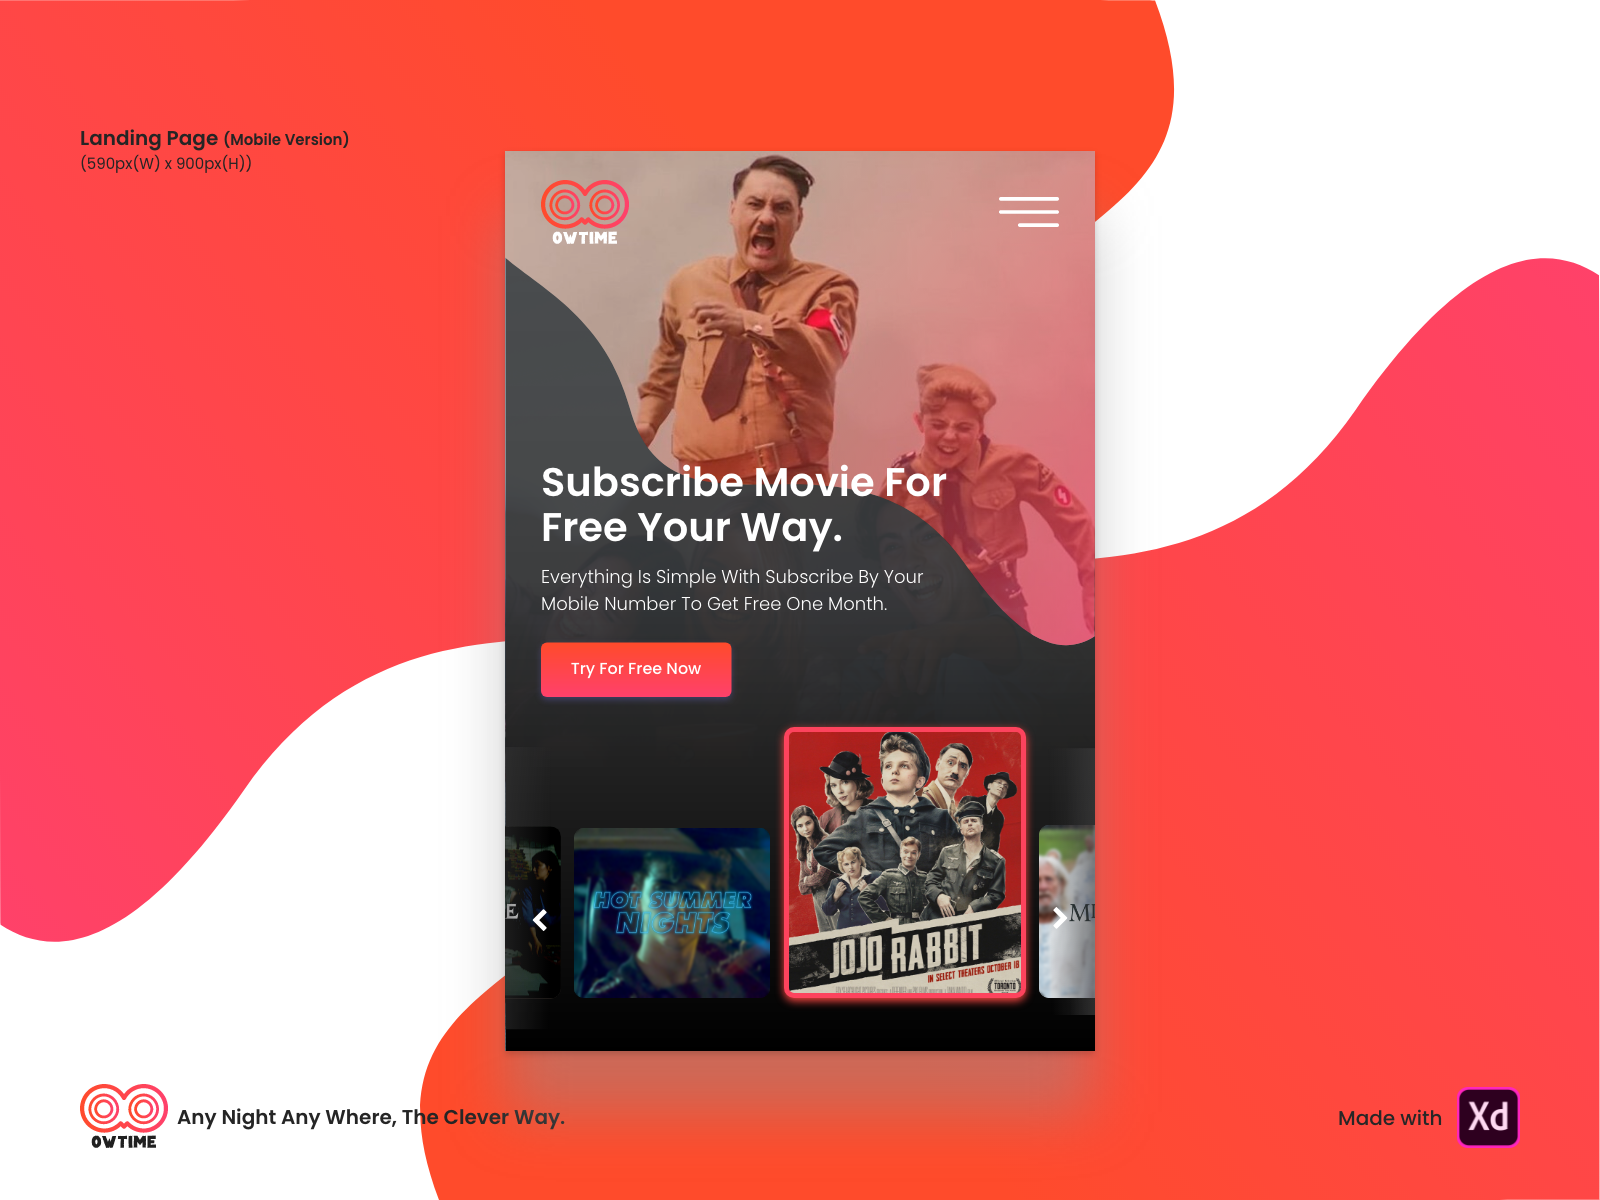 Landing Page (Mobile Version)
(590px(W) x 900px(H))
OWTIME
Subscribe Movie For
Free Your Way.
Everything Is Simple With Subscribe By Your
Mobile Number To Get Free One Month.
Try For Free Now
E
HOT SUMMER
NIGHTS
JOJO RABBIT
IN SELECT THEATERS OCTOBER 18
TORONTO
OWTIME
Any Night Any Where, The Clever Way.
Made with
Xd